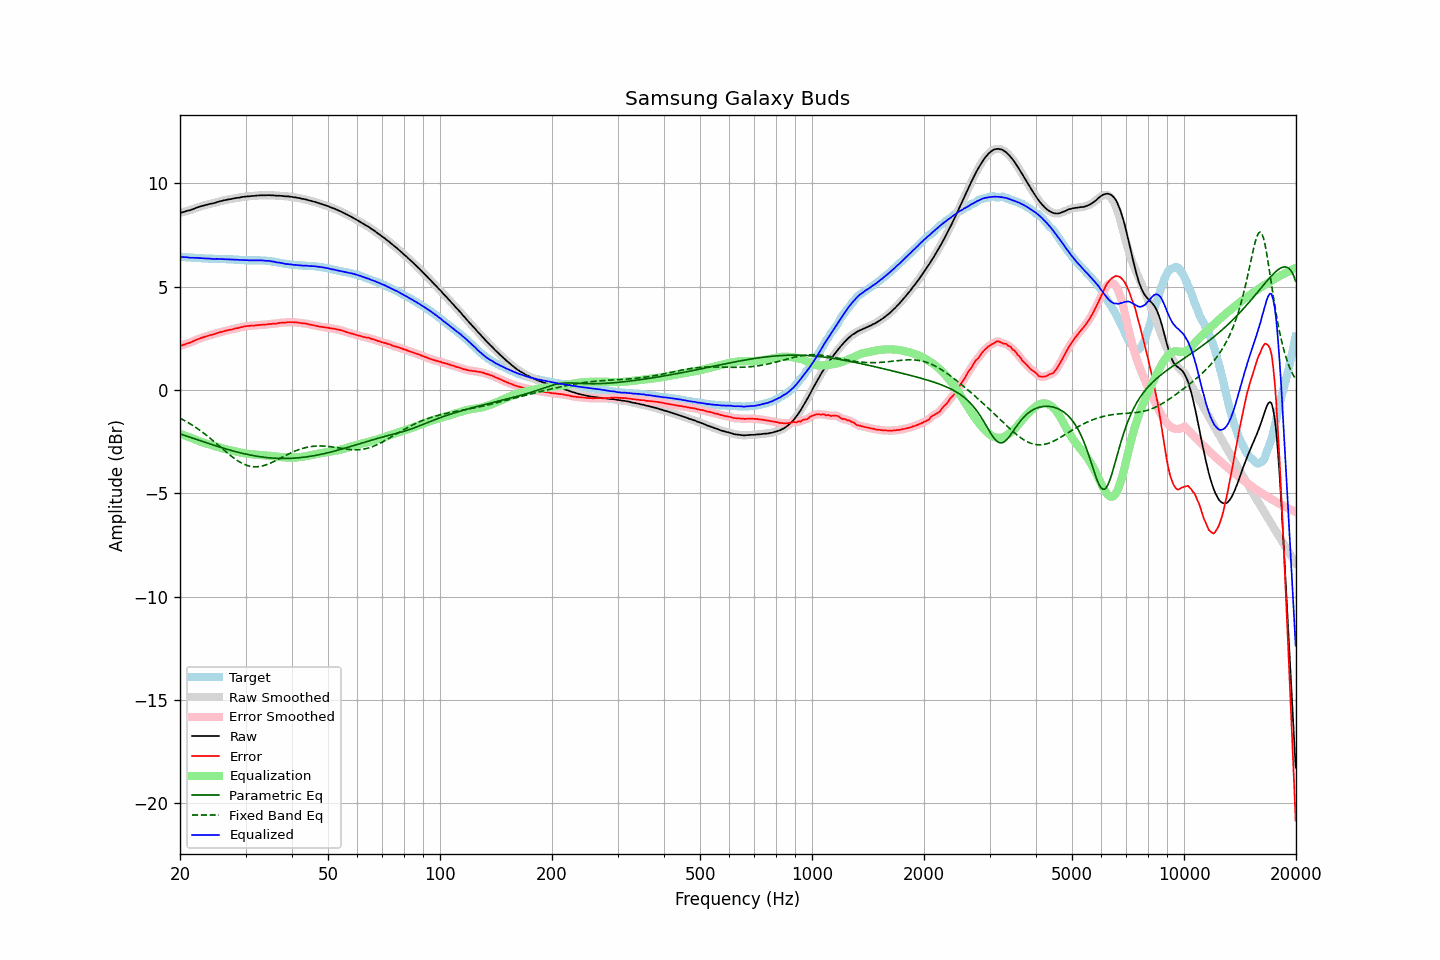 Samsung Galaxy Buds
Amplitude (dBr)
10
5
0
−5
−10
−15
−20
Target
Raw Smoothed
Error Smoothed
Raw
Error
Equalization
Parametric Eq
Fixed Band Eq
Equalized
20 50 100 200 500 1000 2000 5000 10000 20000
Frequency (Hz)